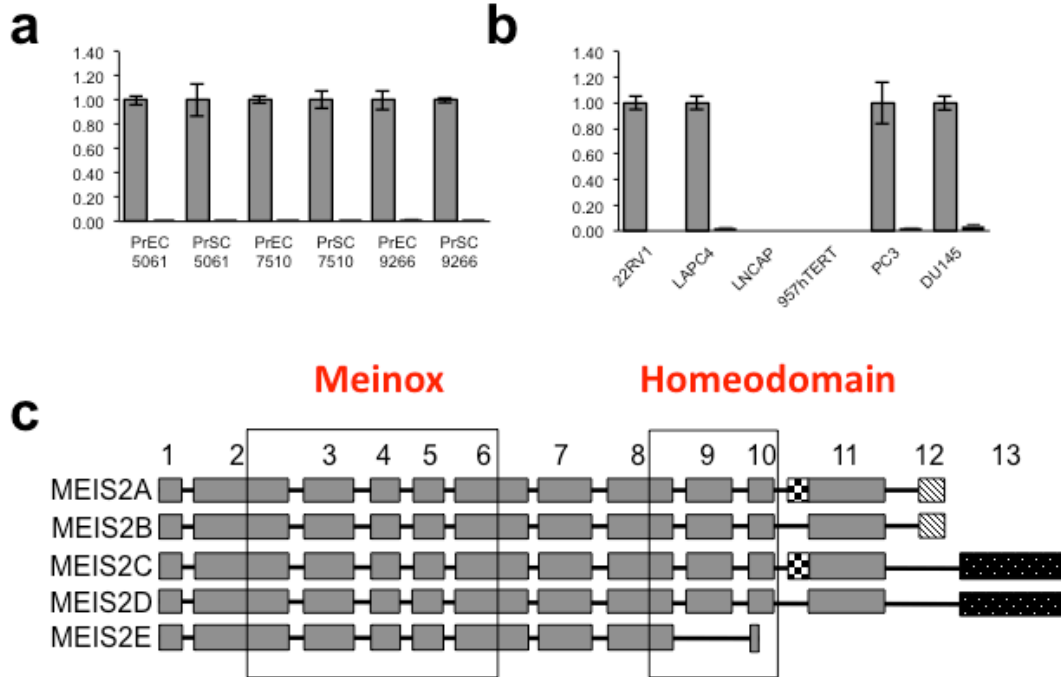 a
1.40
1.20
1.00
0.80
0.60
0.40
0.20
0.00
PrEC 5061
PrSC 5061
PrEC 7510
PrSC 7510
PrEC 9266
PrSC 9266
b
1.40
1.20
1.00
0.80
0.60
0.40
0.20
0.00
22RV1
LAPC4
LNCAP
957hTERT
PC3
DU145
Meinox
Homeodomain
c
1 2 3 4 5 6 7 8 9 10 11 12 13
MEIS2A
MEIS2B
MEIS2C
MEIS2D
MEIS2E